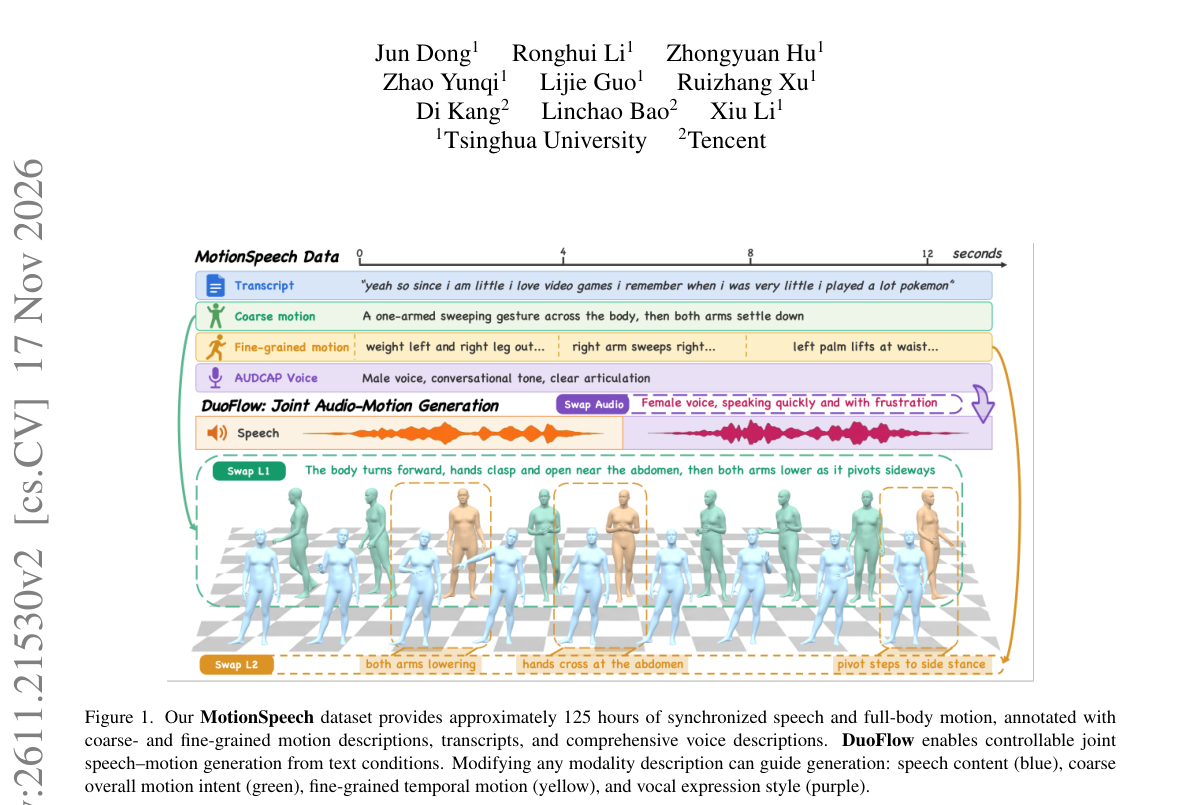 Jun Dong¹ Ronghui Li¹ Zhongyuan Hu¹
Zhao Yunqi¹ Lijie Guo¹ Ruizhang Xu¹
Di Kang² Linchao Bao² Xiu Li¹
¹Tsinghua University ²Tencent
:2611.21530v2 [cs.CV] 17 Nov 2026
MotionSpeech Data 0 4 8 12 seconds
Transcript "yeah so since i am little i love video games i remember when i was very little i played a lot pokemon"
Coarse motion A one-armed sweeping gesture across the body, then both arms settle down
Fine-grained motion weight left and right leg out... right arm sweeps right... left palm lifts at waist...
AUDCAP Voice Male voice, conversational tone, clear articulation
DuoFlow: Joint Audio-Motion Generation Swap Audio Female voice, speaking quickly and with frustration
Speech
Swap L1 The body turns forward, hands clasp and open near the abdomen, then both arms lower as it pivots sideways
Swap L2 both arms lowering hands cross at the abdomen pivot steps to side stance
Figure 1. Our MotionSpeech dataset provides approximately 125 hours of synchronized speech and full-body motion, annotated with
coarse- and fine-grained motion descriptions, transcripts, and comprehensive voice descriptions. DuoFlow enables controllable joint
speech–motion generation from text conditions. Modifying any modality description can guide generation: speech content (blue), coarse
overall motion intent (green), fine-grained temporal motion (yellow), and vocal expression style (purple).